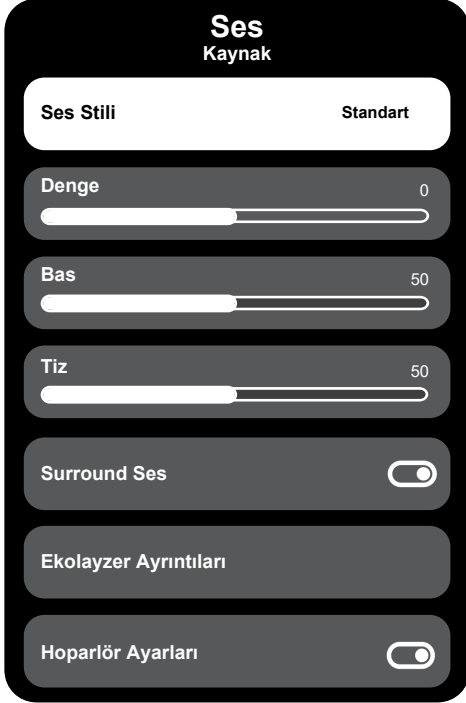 Ses
Kaynak
Ses Stili Standart
Denge 0
Bas 50
Tiz 50
Surround Ses
Ekolayzer Ayrıntıları
Hoparlör Ayarları